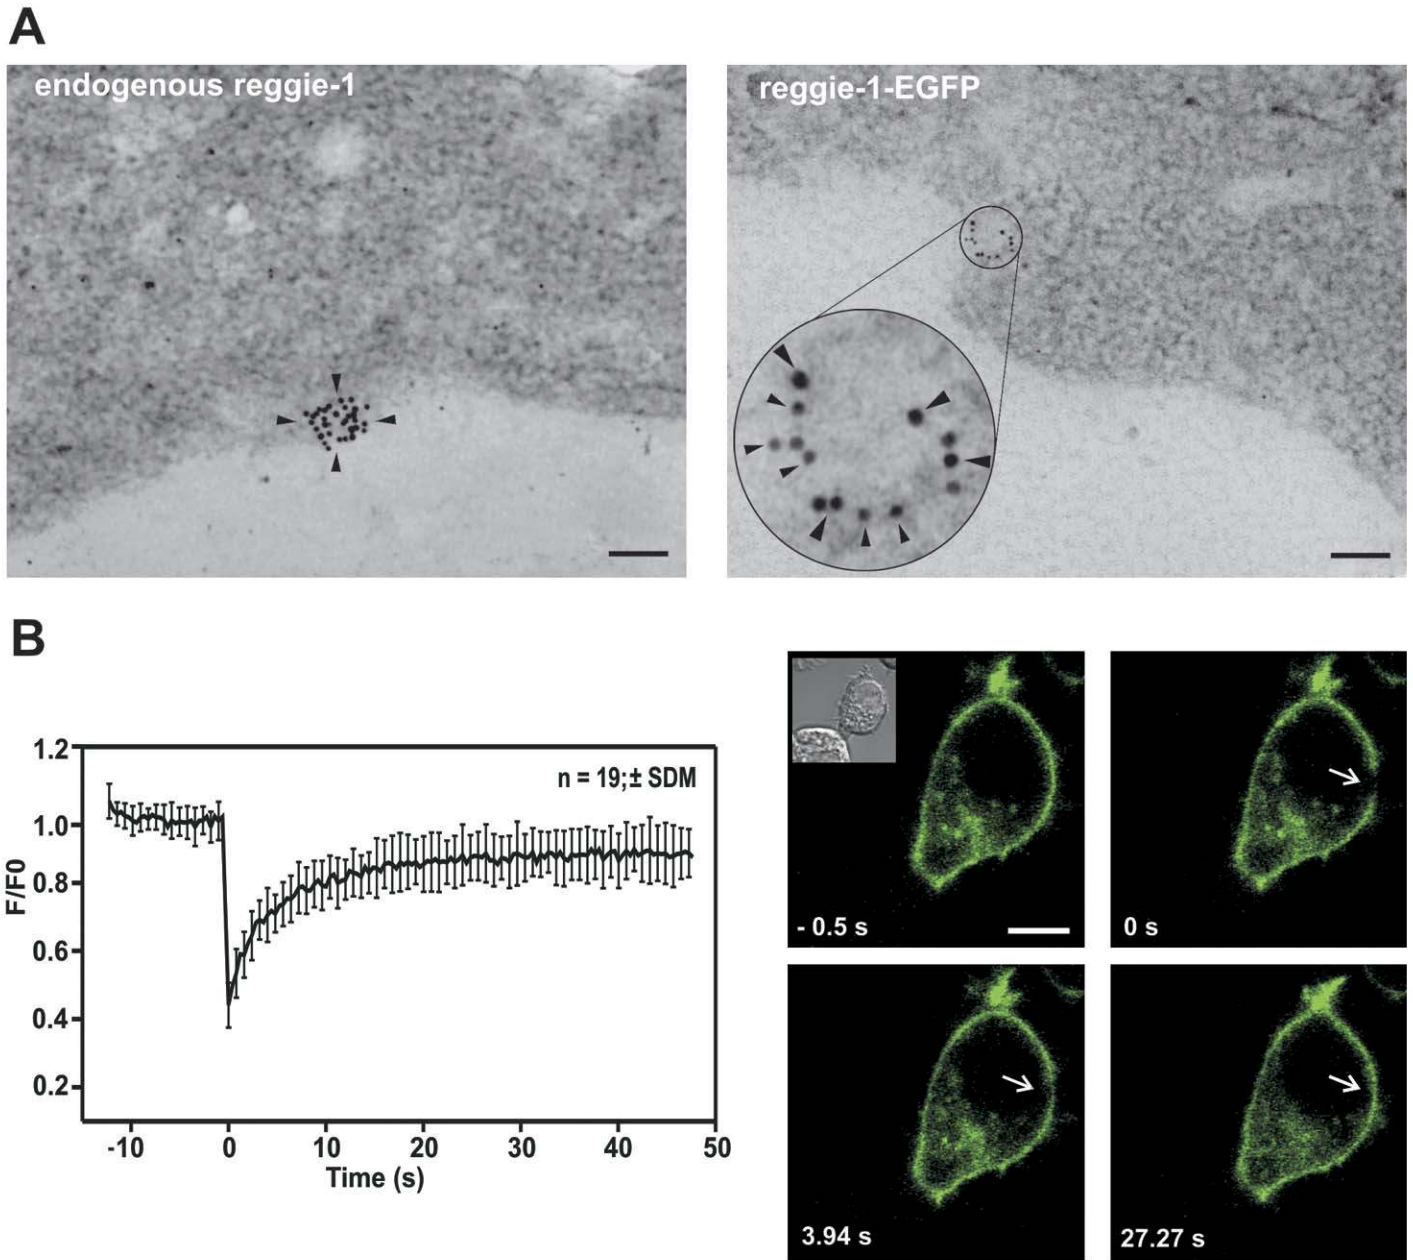 A
endogenous reggie-1
reggie-1-EGFP
B
n = 19;± SDM
F/F0
1.2
1.0
0.8
0.6
0.4
0.2
-10 0 10 20 30 40 50
Time (s)
- 0.5 s
0 s
3.94 s
27.27 s